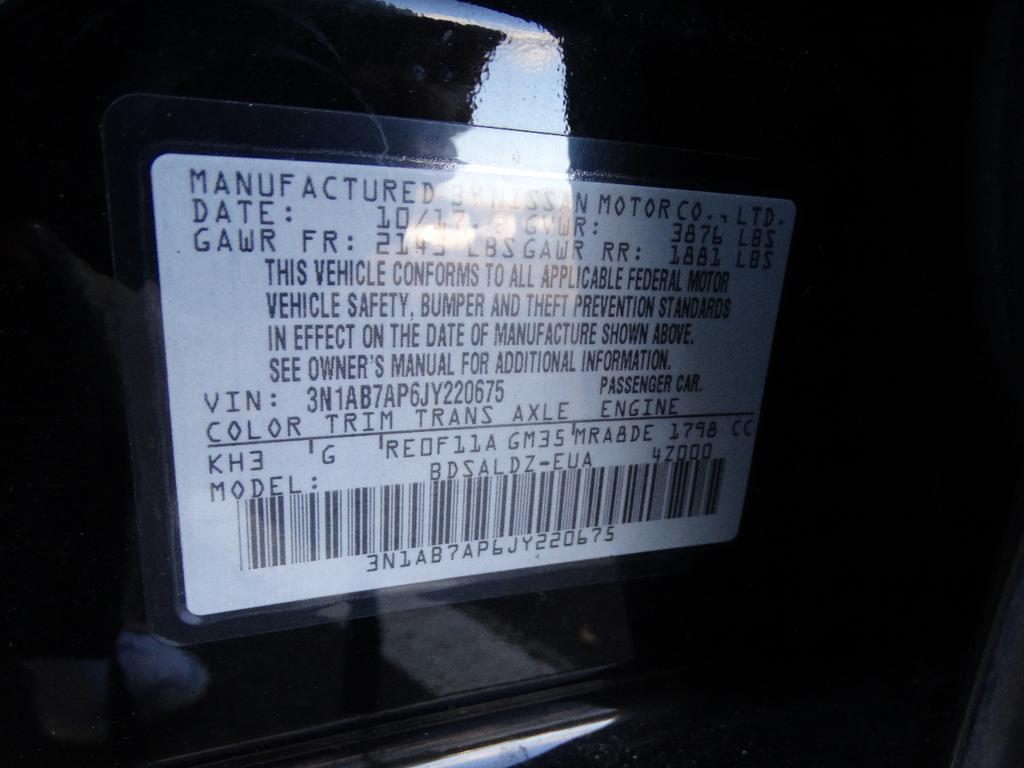 MANUFACTURED BY NISSAN MOTOR CO., LTD.
DATE: 10/17 GVWR: 3876 LBS
GAWR FR: 2143 LBS GAWR RR: 1881 LBS
THIS VEHICLE CONFORMS TO ALL APPLICABLE FEDERAL MOTOR
VEHICLE SAFETY, BUMPER AND THEFT PREVENTION STANDARDS
IN EFFECT ON THE DATE OF MANUFACTURE SHOWN ABOVE.
SEE OWNER'S MANUAL FOR ADDITIONAL INFORMATION.
VIN: 3N1AB7AP6JY220675 PASSENGER CAR.
COLOR TRIM TRANS AXLE ENGINE
KH3 G RE0F11A GM35 MRA8DE 1798 CC
MODEL: BDSALDZ-EUA 4Z000
3N1AB7AP6JY220675